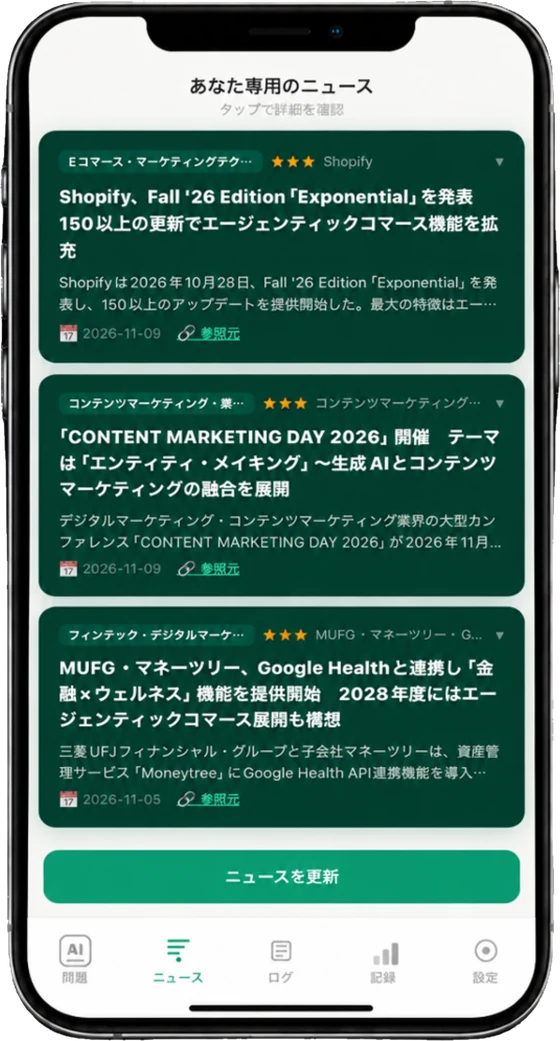 あなた専用のニュース
タップで詳細を確認
Eコマース・マーケティングテク… ★★★ Shopify ▼
Shopify、Fall '26 Edition「Exponential」を発表
150以上の更新でエージェンティックコマース機能を拡
充
Shopifyは2026年10月28日、Fall '26 Edition「Exponential」を発
表し、150以上のアップデートを提供開始した。最大の特徴はエー…
17 2026-11-09 参照元
コンテンツマーケティング・業… ★★★ コンテンツマーケティング… ▼
「CONTENT MARKETING DAY 2026」開催　テーマ
は「エンティティ・メイキング」〜生成AIとコンテンツ
マーケティングの融合を展開
デジタルマーケティング・コンテンツマーケティング業界の大型カン
ファレンス「CONTENT MARKETING DAY 2026」が2026年11月...
17 2026-11-09 参照元
フィンテック・デジタルマーケ… ★★★ MUFG・マネーツリー・G... ▼
MUFG・マネーツリー、Google Healthと連携し「金
融×ウェルネス」機能を提供開始　2028年度にはエー
ジェンティックコマース展開も構想
三菱UFJフィナンシャル・グループと子会社マネーツリーは、資産管
理サービス「Moneytree」にGoogle Health API連携機能を導入…
17 2026-11-05 参照元
ニュースを更新
AI
問題 ニュース ログ 記録 設定